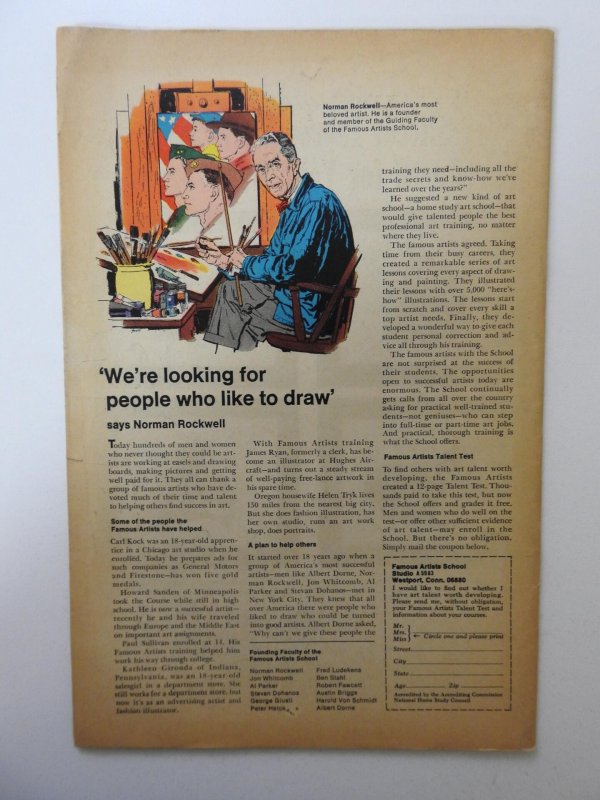 Norman Rockwell—America's most
beloved artist. He is a founder
and member of the Guiding Faculty
of the Famous Artists School.
'We're looking for
people who like to draw'
says Norman Rockwell
Today hundreds of men and women
who never thought they could be art-
ists are working at easels and drawing
boards, making pictures and getting
well paid for it. They all can thank a
group of famous artists who have de-
voted much of their time and talent
to helping others find success in art.
Some of the people the
Famous Artists have helped
Carl Kock was an 18-year-old appren-
tice in a Chicago art studio when he
enrolled. Today he prepares ads for
such companies as General Motors
and Firestone—has won five gold
medals.
Howard Sanden of Minneapolis
took the Course while still in high
school. He is now a successful artist—
recently he and his wife traveled
through Europe and the Middle East
on important art assignments.
Paul Sullivan enrolled at 14. His
Famous Artists training helped him
work his way through college.
Kathleen Gironda of Indiana,
Pennsylvania, was an 18-year-old
salesgirl in a department store. She
still works for a department store, but
now it's as an advertising artist and
fashion illustrator.
With Famous Artists training
James Ryan, formerly a clerk, has be-
come an illustrator at Hughes Air-
craft—and turns out a steady stream
of well-paying free-lance artwork in
his spare time.
Oregon housewife Helen Tryk lives
150 miles from the nearest big city.
But she does fashion illustration, has
her own studio, runs an art work
shop, does portraits.
A plan to help others
It started over 18 years ago when a
group of America's most successful
artists—men like Albert Dorne, Nor-
man Rockwell, Jon Whitcomb, Al
Parker and Stevan Dohanos—met in
New York City. They knew that all
over America there were people who
liked to draw who could be turned
into good artists. Albert Dorne asked,
"Why can't we give these people the
Founding Faculty of the
Famous Artists School
Norman Rockwell
Jon Whitcomb
Al Parker
Stevan Dohanos
George Giusti
Peter Helck
Fred Ludekens
Ben Stahl
Robert Fawcett
Austin Briggs
Harold Von Schmidt
Albert Dorne
training they need—including all the
trade secrets and know-how we've
learned over the years?"
He suggested a new kind of art
school—a home study art school—that
would give talented people the best
professional art training, no matter
where they live.
The famous artists agreed. Taking
time from their busy careers, they
created a remarkable series of art
lessons covering every aspect of draw-
ing and painting. They illustrated
their lessons with over 5,000 "here's-
how" illustrations. The lessons start
from scratch and cover every skill a
top artist needs. Finally, they de-
veloped a wonderful way to give each
student personal correction and ad-
vice all through his training.
The famous artists with the School
are not surprised at the success of
their students. The opportunities
open to successful artists today are
enormous. The School continually
gets calls from all over the country
asking for practical well-trained stu-
dents—not geniuses—who can step
into full-time or part-time art jobs.
And practical, thorough training is
what the School offers.
Famous Artists Talent Test
To find others with art talent worth
developing, the Famous Artists
created a 12-page Talent Test. Thou-
sands paid to take this test, but now
the School offers and grades it free.
Men and women who do well on the
test—or offer other sufficient evidence
of art talent—may enroll in the
School. But there's no obligation.
Simply mail the coupon below.
Famous Artists School
Studio
Westport, Conn. 06880
I would like to find out whether I
have art talent worth developing.
Please send me, without obligation,
your Famous Artists Talent Test and
information about your courses.
Mr.
Mrs.
Miss
← Circle one and please print
Street
City
State
Age Zip
Accredited by the Accrediting Commission
National Home Study Council